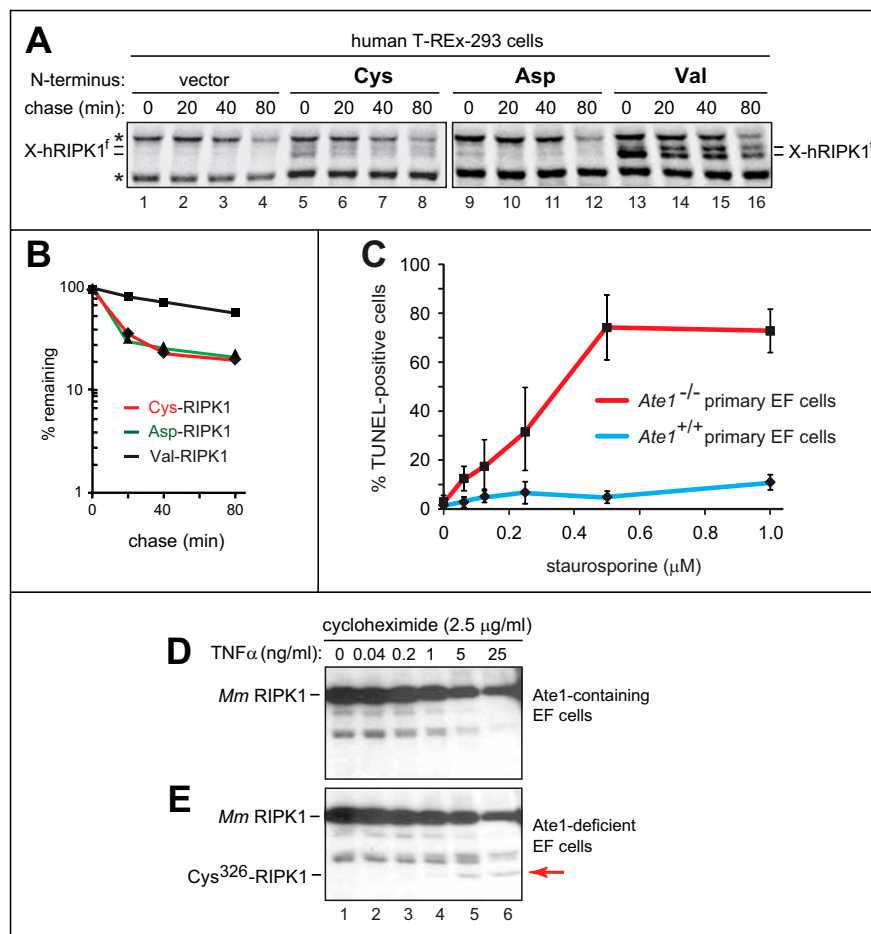 A
human T-REx-293 cells
N-terminus: vector Cys Asp Val
chase (min): 0 20 40 80 0 20 40 80 0 20 40 80 0 20 40 80
*
X-hRIPK1f
X-hRIPK1f
*
1 2 3 4 5 6 7 8 9 10 11 12 13 14 15 16
B
% remaining
100
10
1
Cys-RIPK1
Asp-RIPK1
Val-RIPK1
0 20 40 80
chase (min)
C
% TUNEL-positive cells
100
80
60
40
20
0
Ate1-/- primary EF cells
Ate1+/+ primary EF cells
0 0.2 0.4 0.6 0.8 1.0
staurosporine (μM)
cycloheximide (2.5 μg/ml)
D
TNFα (ng/ml): 0 0.04 0.2 1 5 25
Mm RIPK1
Ate1-containing
EF cells
E
Mm RIPK1
Ate1-deficient
EF cells
Cys326-RIPK1
1 2 3 4 5 6